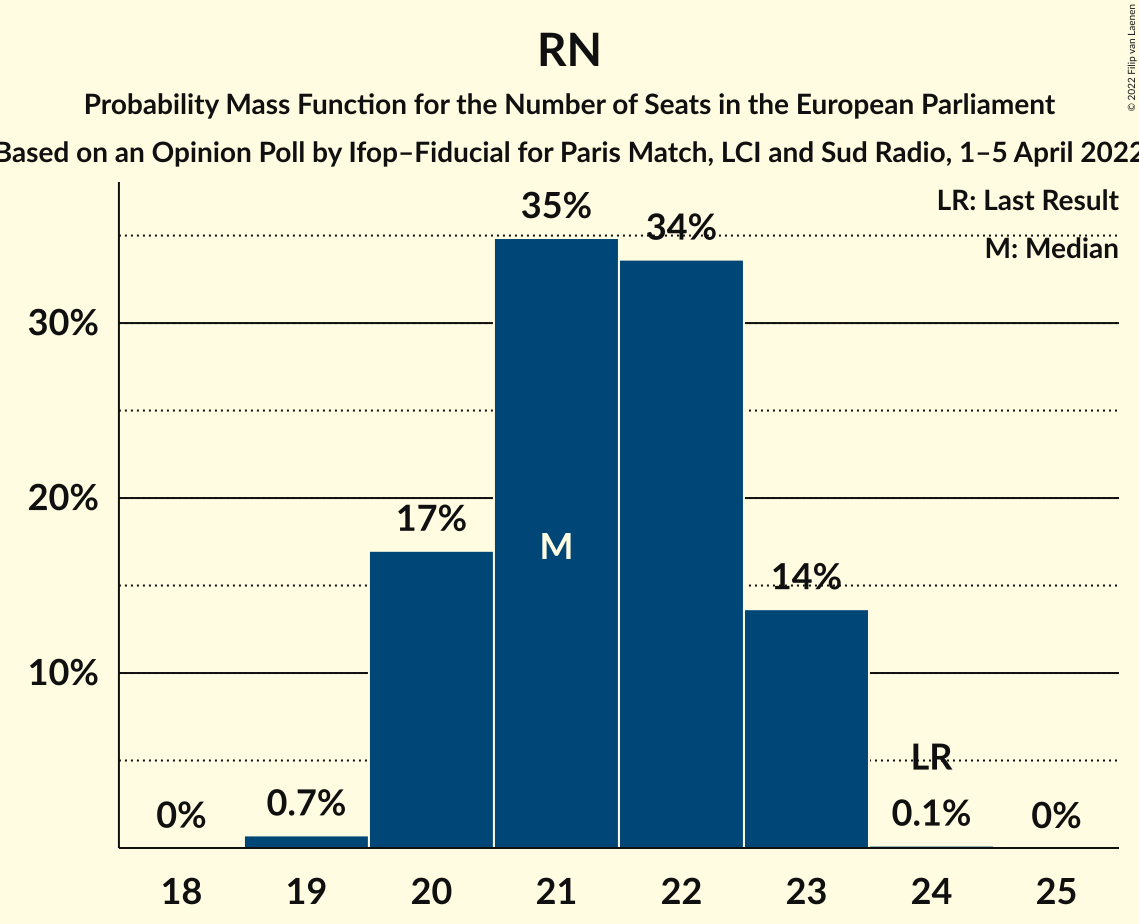 RN
Probability Mass Function for the Number of Seats in the European Parliament
Based on an Opinion Poll by Ifop–Fiducial for Paris Match, LCI and Sud Radio, 1–5 April 2022
© 2022 Filip van Laenen
LR: Last Result
M: Median
35%
34%
30%
20%
17%
M
14%
10%
LR
0%
0.7%
0.1%
0%
18 19 20 21 22 23 24 25